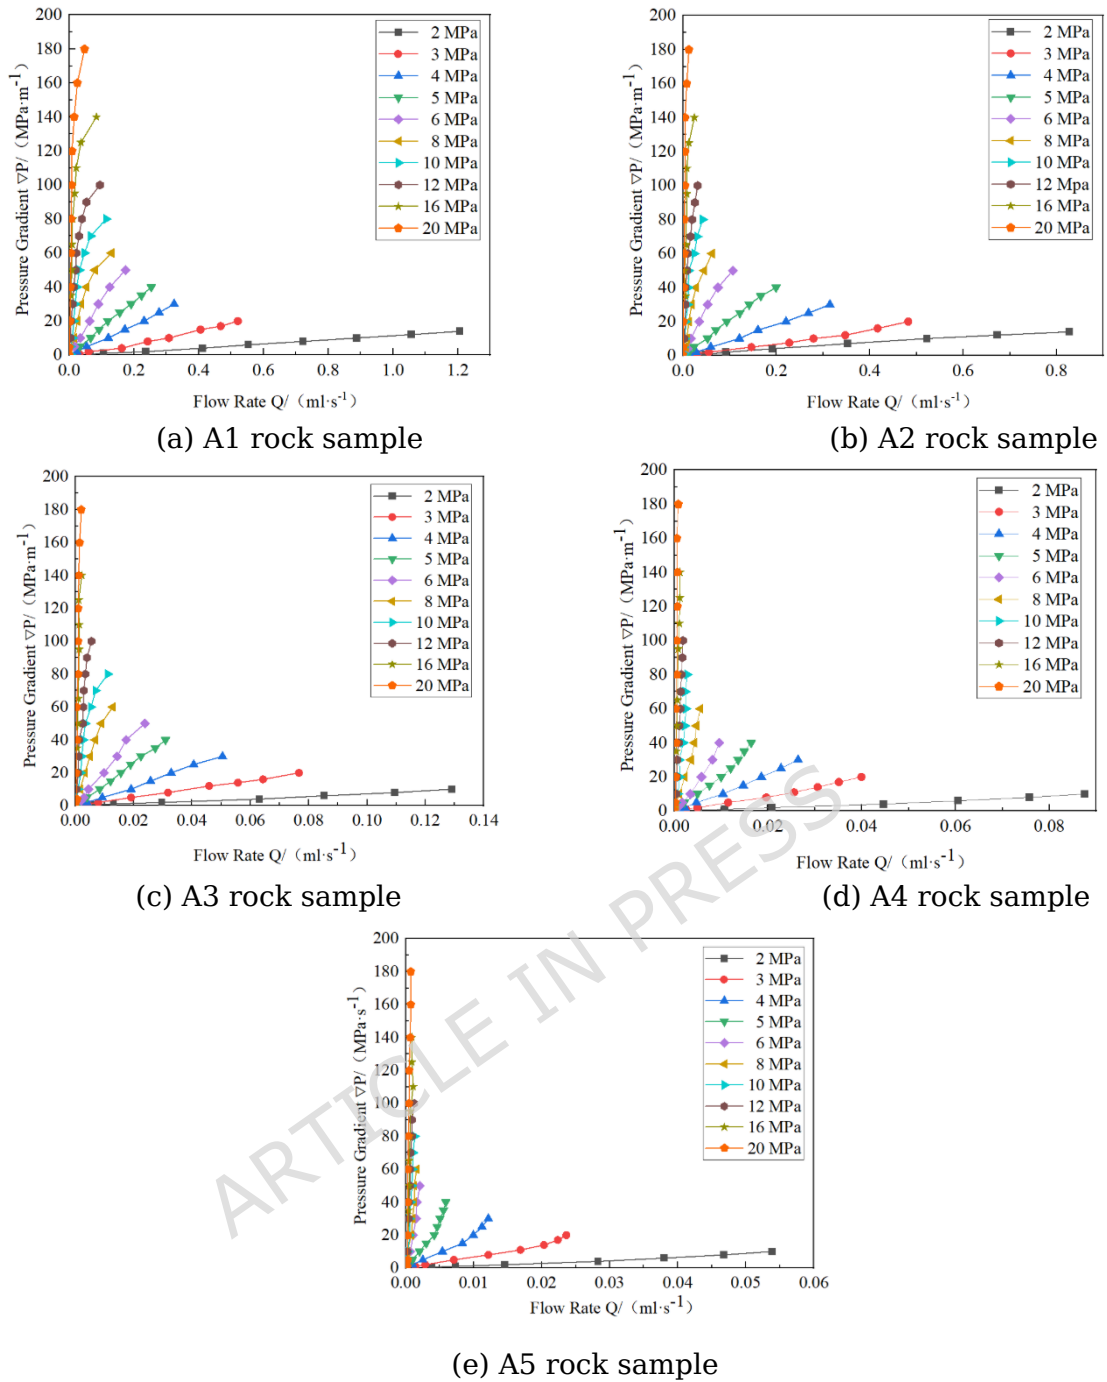 200
180
160
140
120
100
80
60
40
20
0
0.0
0.2
0.4
0.6
0.8
1.0
1.2
Pressure Gradient ▽P/（MPa·m⁻¹）
Flow Rate Q/（ml·s⁻¹）
2 MPa
3 MPa
4 MPa
5 MPa
6 MPa
8 MPa
10 MPa
12 MPa
16 MPa
20 MPa
(a) A1 rock sample
200
180
160
140
120
100
80
60
40
20
0
0.0
0.2
0.4
0.6
0.8
Pressure Gradient ▽P/（MPa·m⁻¹）
Flow Rate Q/（ml·s⁻¹）
2 MPa
3 MPa
4 MPa
5 MPa
6 MPa
8 MPa
10 MPa
12 Mpa
16 MPa
20 MPa
(b) A2 rock sample
200
180
160
140
120
100
80
60
40
20
0
0.00
0.02
0.04
0.06
0.08
0.10
0.12
0.14
Pressure Gradient ▽P/（MPa·m⁻¹）
Flow Rate Q/（ml·s⁻¹）
2 MPa
3 MPa
4 MPa
5 MPa
6 MPa
8 MPa
10 MPa
12 MPa
16 MPa
20 MPa
(c) A3 rock sample
200
180
160
140
120
100
80
60
40
20
0
0.00
0.02
0.04
0.06
0.08
Pressure Gradient ▽P/（MPa·m⁻¹）
Flow Rate Q/（ml·s⁻¹）
2 MPa
3 MPa
4 MPa
5 MPa
6 MPa
8 MPa
10 MPa
12 MPa
16 MPa
20 MPa
(d) A4 rock sample
200
180
160
140
120
100
80
60
40
20
0
0.00
0.01
0.02
0.03
0.04
0.05
0.06
Pressure Gradient ▽P/（MPa·s⁻¹）
Flow Rate Q/（ml·s⁻¹）
2 MPa
3 MPa
4 MPa
5 MPa
6 MPa
8 MPa
10 MPa
12 MPa
16 MPa
20 MPa
(e) A5 rock sample
ARTICLE IN PRESS